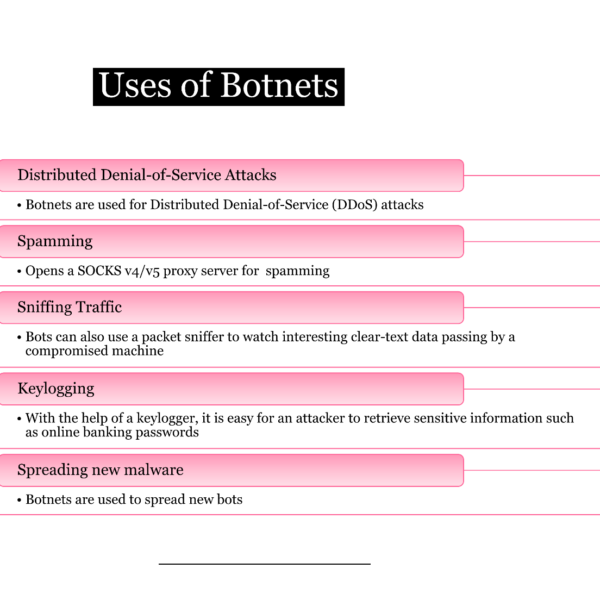 Uses of Botnets
Distributed Denial-of-Service Attacks
• Botnets are used for Distributed Denial-of-Service (DDoS) attacks
Spamming
• Opens a SOCKS v4/v5 proxy server for  spamming
Sniffing Traffic
• Bots can also use a packet sniffer to watch interesting clear-text data passing by a
compromised machine
Keylogging
• With the help of a keylogger, it is easy for an attacker to retrieve sensitive information such
as online banking passwords
Spreading new malware
• Botnets are used to spread new bots